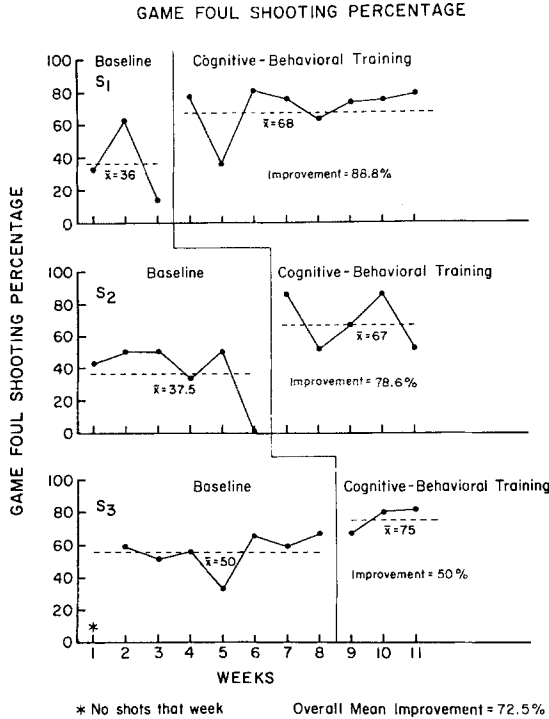 GAME FOUL SHOOTING PERCENTAGE
GAME FOUL SHOOTING PERCENTAGE
Baseline Cognitive-Behavioral Training
S1
100
80
60
40
20
0
x̄=36
x̄=68
Improvement=88.8%
Baseline Cognitive-Behavioral Training
S2
100
80
60
40
20
0
x̄=37.5
x̄=67
Improvement=78.6%
Baseline Cognitive-Behavioral Training
S3
100
80
60
40
20
0
x̄=50
x̄=75
Improvement=50%
*
1 2 3 4 5 6 7 8 9 10 11
WEEKS
* No shots that week Overall Mean Improvement=72.5%